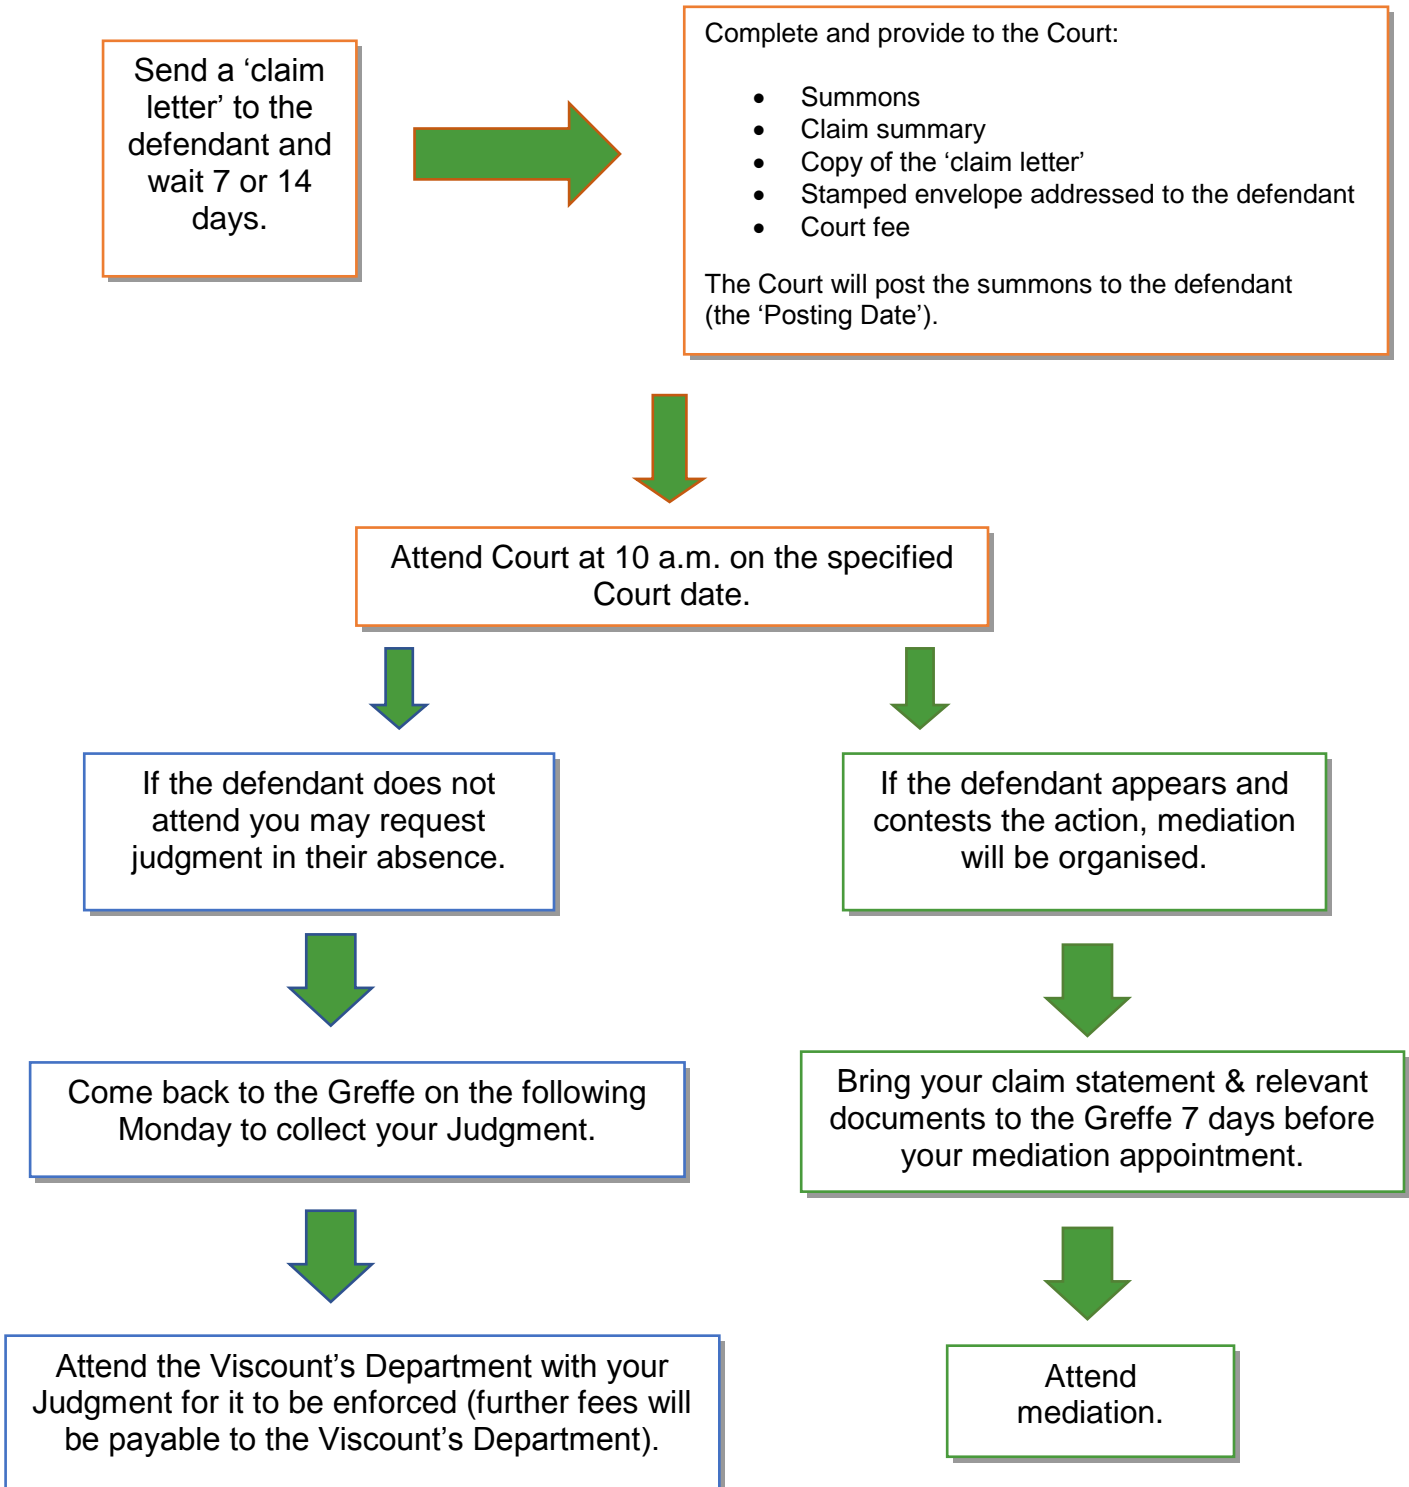 Send a ‘claim
letter’ to the
defendant and
wait 7 or 14
days.
Complete and provide to the Court:
• Summons
• Claim summary
• Copy of the ‘claim letter’
• Stamped envelope addressed to the defendant
• Court fee
The Court will post the summons to the defendant
(the ‘Posting Date’).
Attend Court at 10 a.m. on the specified
Court date.
If the defendant does not
attend you may request
judgment in their absence.
If the defendant appears and
contests the action, mediation
will be organised.
Come back to the Greffe on the following
Monday to collect your Judgment.
Bring your claim statement & relevant
documents to the Greffe 7 days before
your mediation appointment.
Attend the Viscount’s Department with your
Judgment for it to be enforced (further fees will
be payable to the Viscount’s Department).
Attend
mediation.